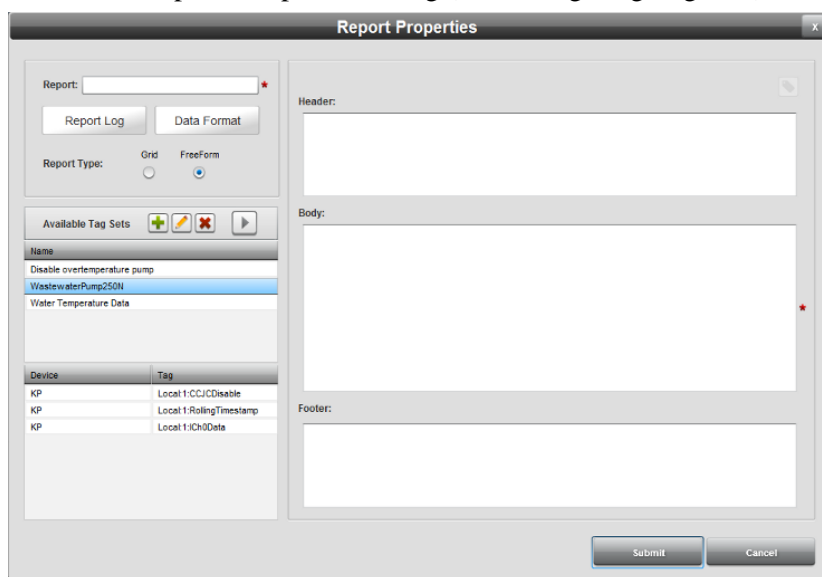 Report Properties
x
Report: *
Report Log Data Format
Report Type: Grid FreeForm
Available Tag Sets
Name
Disable overtemperature pump
WastewaterPump250N
Water Temperature Data
Device Tag
KP Local:1:CCJCDisable
KP Local:1:RollingTimestamp
KP Local:1:ICh0Data
Header:
Body:
*
Footer:
Submit Cancel